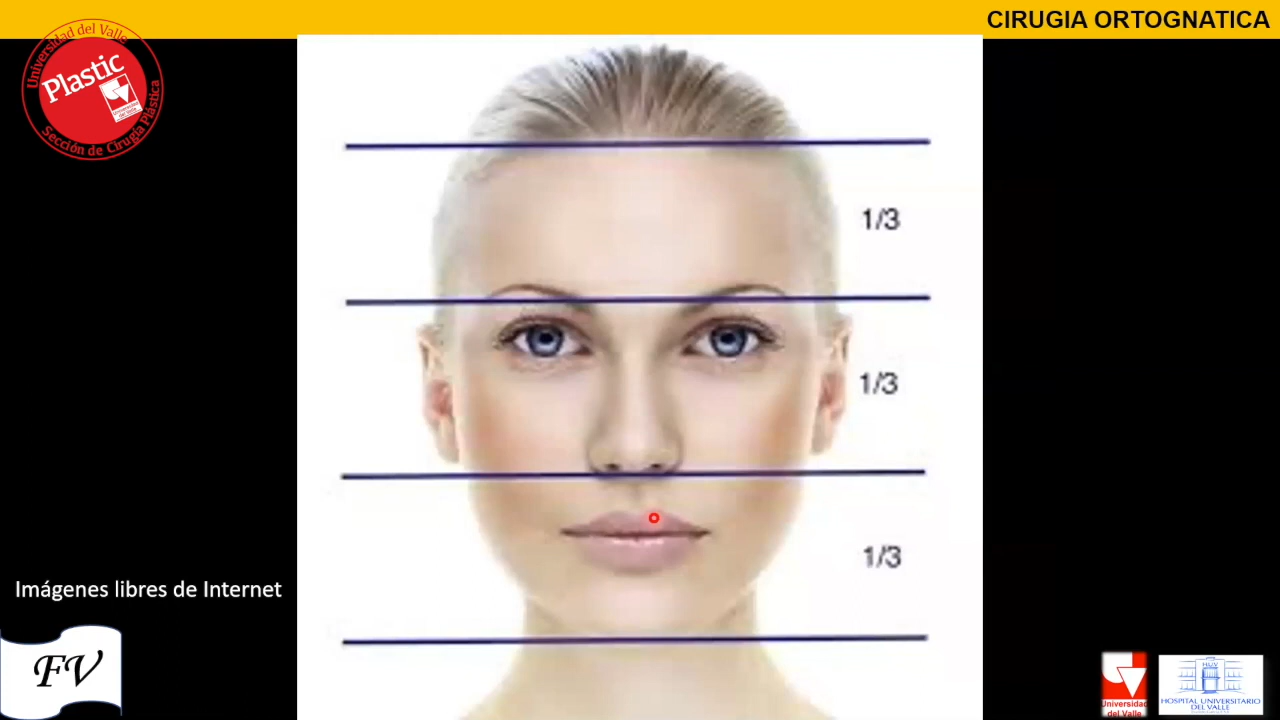 CIRUGIA ORTOGNATICA
Universidad del Valle
Plastic
Sección de Cirugía Plástica
1/3
1/3
1/3
Imágenes libres de Internet
FV
Universidad
del Valle
H.U.V
HOSPITAL UNIVERSITARIO
DEL VALLE